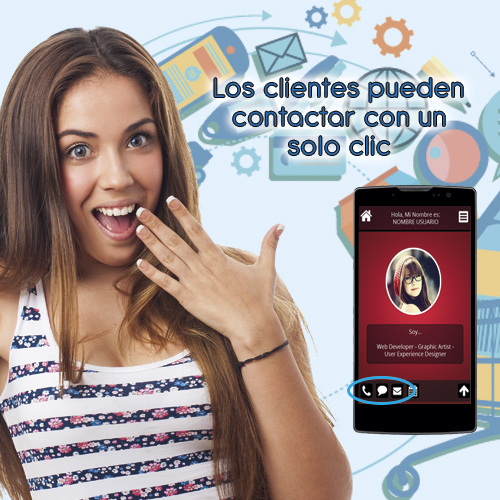 Los clientes pueden
contactar con un
solo clic
Hola, Mi Nombre es:
NOMBRE USUARIO
Soy...
Web Developer - Graphic Artist -
User Experience Designer